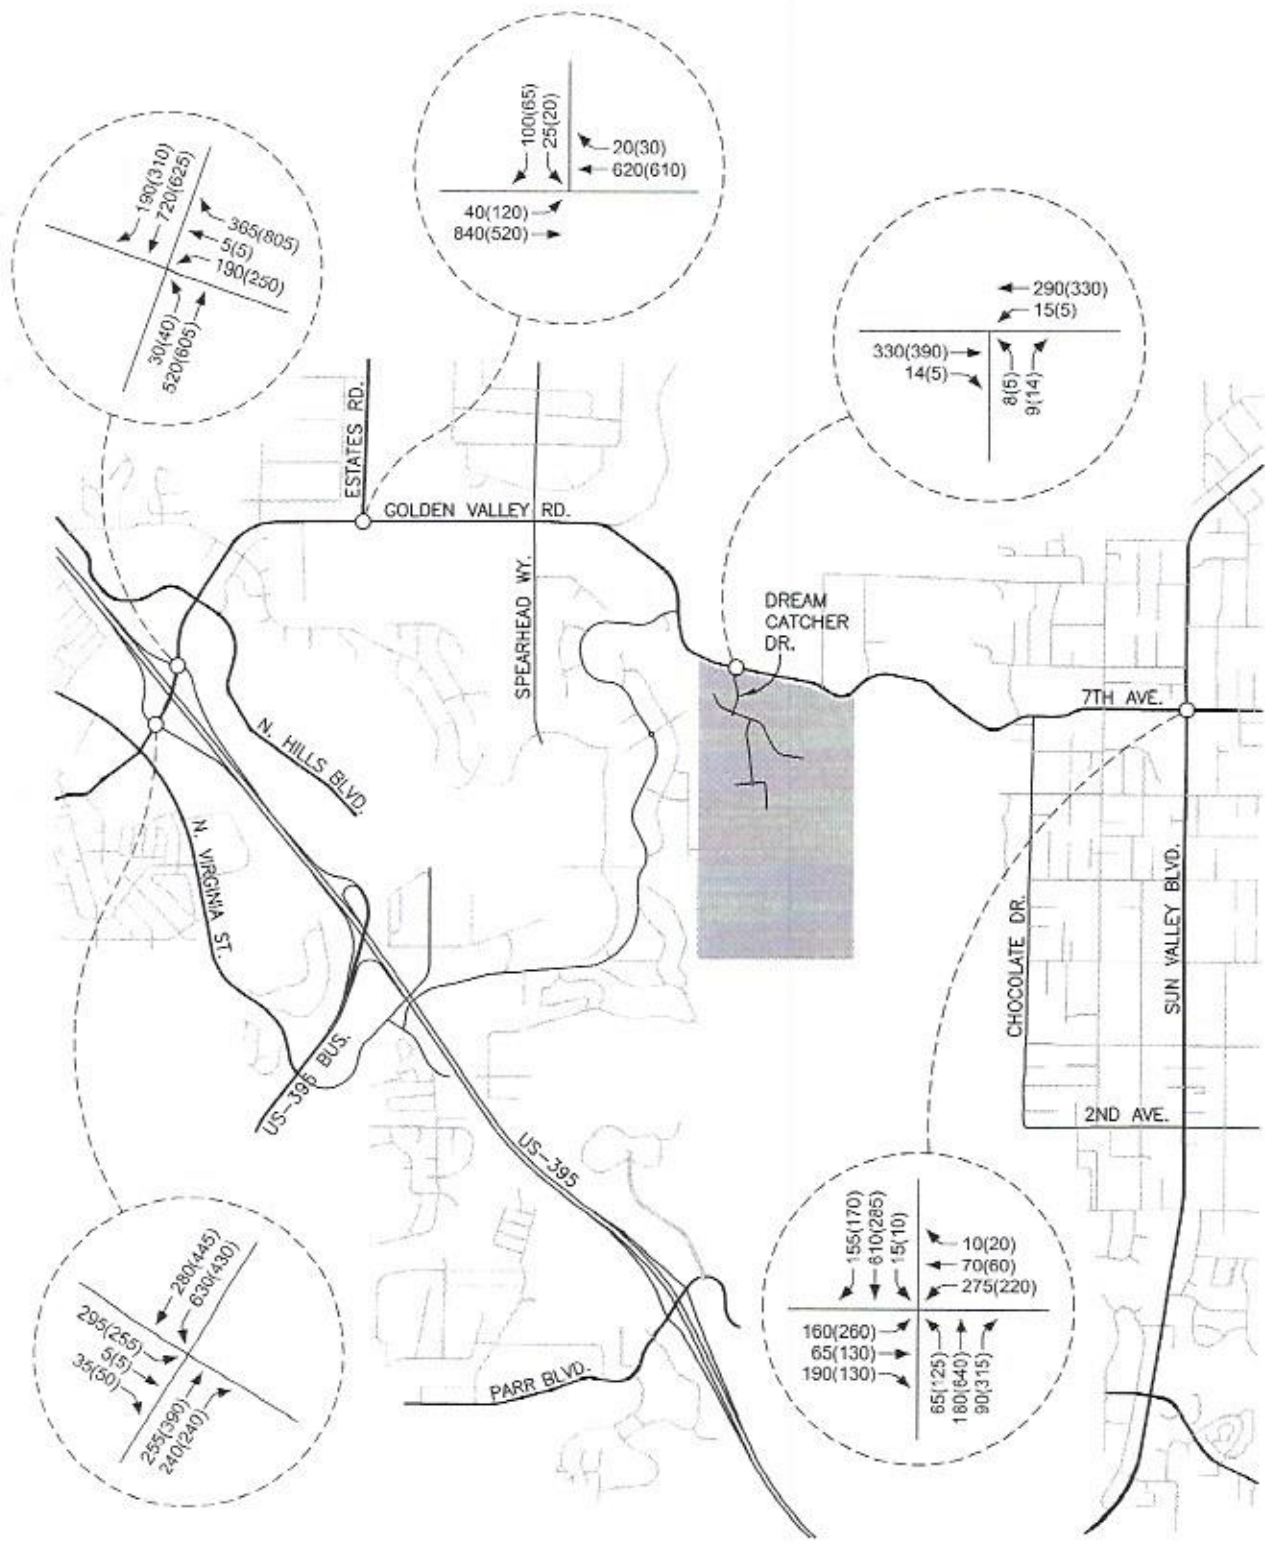 100(65)
25(20)
20(30)
620(610)
40(120)
840(520)
190(310)
720(625)
365(805)
5(5)
190(250)
30(40)
520(605)
290(330)
15(5)
330(390)
14(5)
8(5)
9(14)
ESTATES RD.
GOLDEN VALLEY RD.
SPEARHEAD WY.
DREAM
CATCHER
DR.
7TH AVE.
N. HILLS BLVD.
N. VIRGINIA ST.
CHOCOLATE DR.
SUN VALLEY BLVD.
US-395 BUS.
2ND AVE.
US-395
PARR BLVD.
280(445)
630(430)
295(255)
5(5)
35(50)
255(390)
240(240)
155(170)
610(285)
15(10)
10(20)
70(60)
275(220)
160(260)
65(130)
190(130)
65(125)
180(640)
90(315)